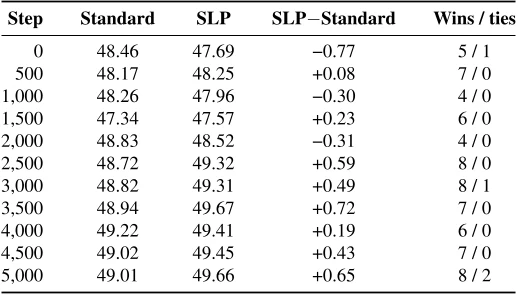 Step Standard SLP SLP−Standard Wins / ties
0 48.46 47.69 −0.77 5 / 1
500 48.17 48.25 +0.08 7 / 0
1,000 48.26 47.96 −0.30 4 / 0
1,500 47.34 47.57 +0.23 6 / 0
2,000 48.83 48.52 −0.31 4 / 0
2,500 48.72 49.32 +0.59 8 / 0
3,000 48.82 49.31 +0.49 8 / 1
3,500 48.94 49.67 +0.72 7 / 0
4,000 49.22 49.41 +0.19 6 / 0
4,500 49.02 49.45 +0.43 7 / 0
5,000 49.01 49.66 +0.65 8 / 2